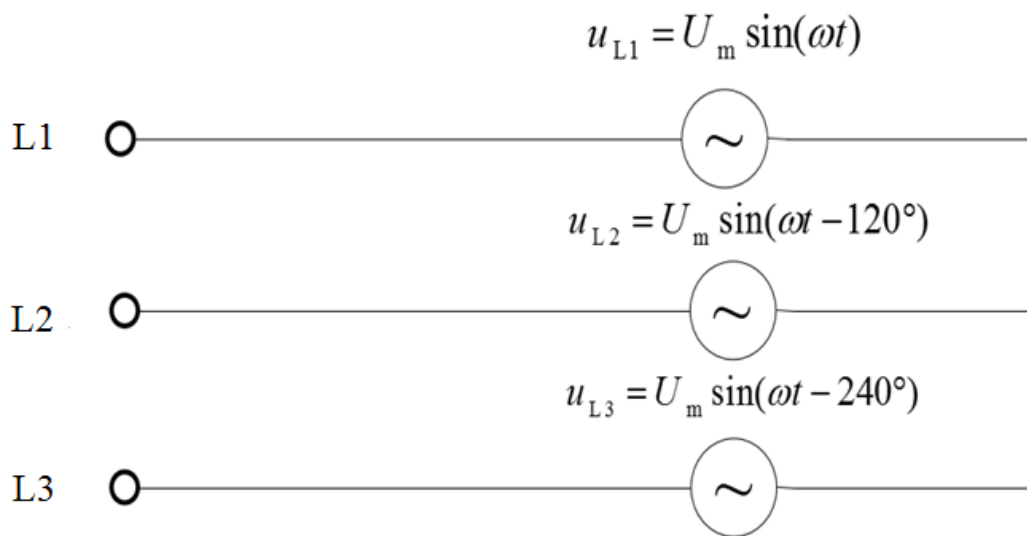 u_L1 = U_m sin(ωt)
L1
~
u_L2 = U_m sin(ωt − 120°)
L2
~
u_L3 = U_m sin(ωt − 240°)
L3
~